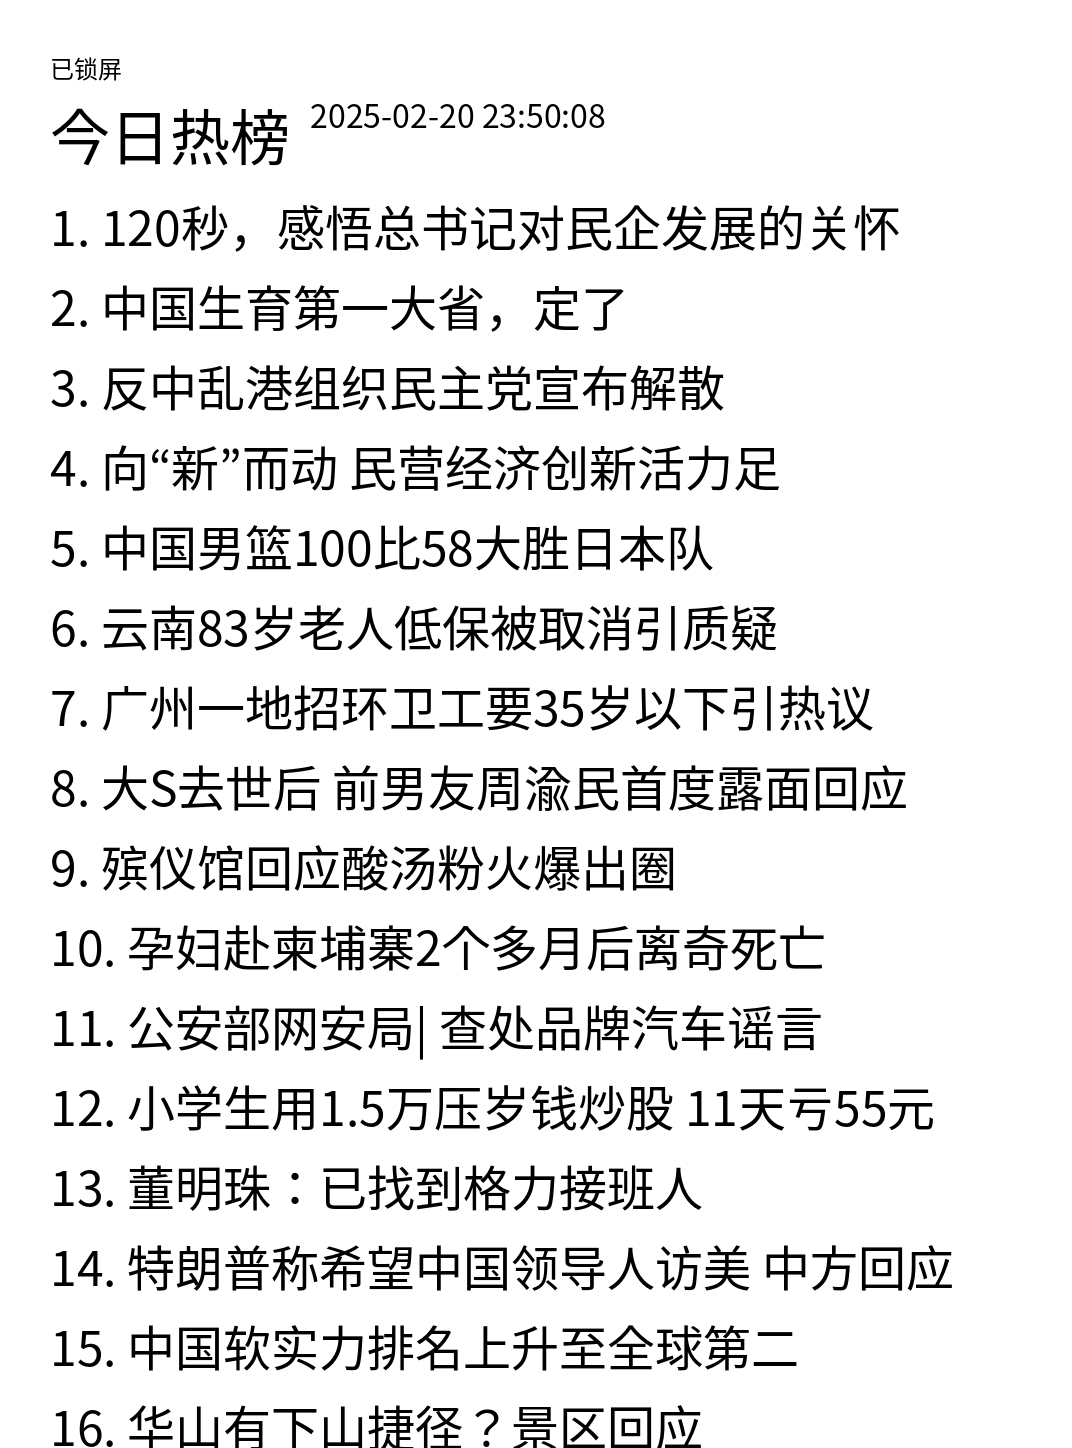 已锁屏
今日热榜 2025-02-20 23:50:08
1. 120秒，感悟总书记对民企发展的关怀
2. 中国生育第一大省，定了
3. 反中乱港组织民主党宣布解散
4. 向“新”而动 民营经济创新活力足
5. 中国男篮100比58大胜日本队
6. 云南83岁老人低保被取消引质疑
7. 广州一地招环卫工要35岁以下引热议
8. 大S去世后 前男友周渝民首度露面回应
9. 殡仪馆回应酸汤粉火爆出圈
10. 孕妇赴柬埔寨2个多月后离奇死亡
11. 公安部网安局| 查处品牌汽车谣言
12. 小学生用1.5万压岁钱炒股 11天亏55元
13. 董明珠：已找到格力接班人
14. 特朗普称希望中国领导人访美 中方回应
15. 中国软实力排名上升至全球第二
16. 华山有下山捷径？景区回应